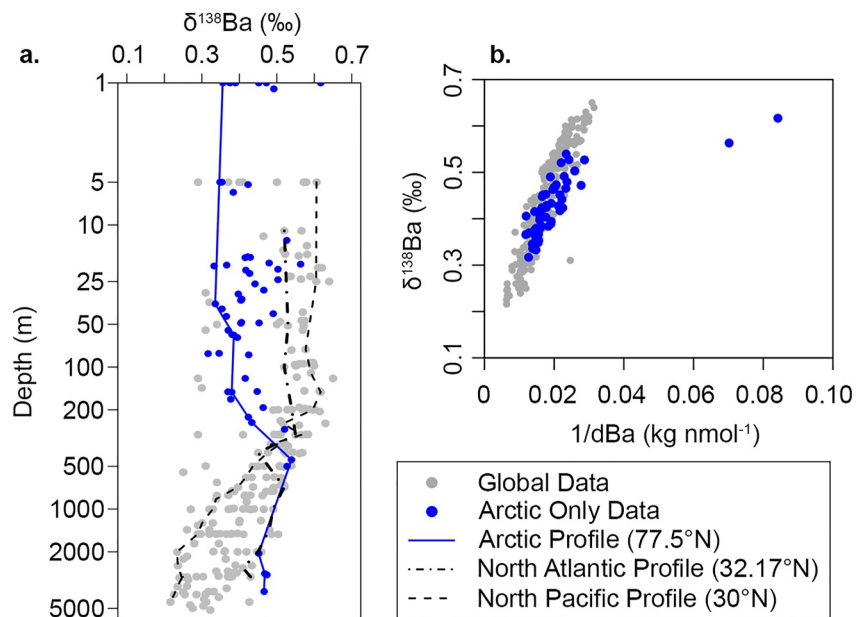 δ¹³⁸Ba (‰)
a.
0.1 0.3 0.5 0.7
1
5
10
25
50
100
200
500
1000
2000
5000
Depth (m)
b.
0.7
0.5
0.3
0.1
δ¹³⁸Ba (‰)
0 0.02 0.04 0.06 0.08 0.10
1/dBa (kg nmol⁻¹)
Global Data
Arctic Only Data
Arctic Profile (77.5°N)
North Atlantic Profile (32.17°N)
North Pacific Profile (30°N)